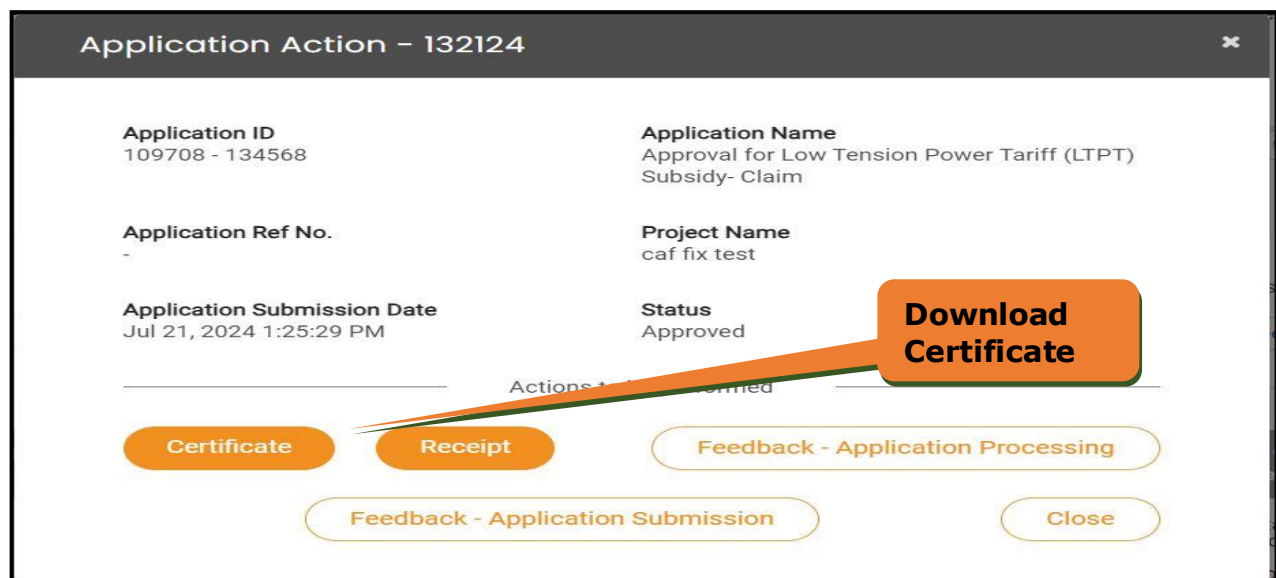 Application Action - 132124
Application ID
109708 - 134568
Application Name
Approval for Low Tension Power Tariff (LTPT)
Subsidy- Claim
Application Ref No.
-
Project Name
caf fix test
Application Submission Date
Jul 21, 2024 1:25:29 PM
Status
Approved
Download
Certificate
Actions
Certificate
Receipt
Feedback - Application Processing
Feedback - Application Submission
Close